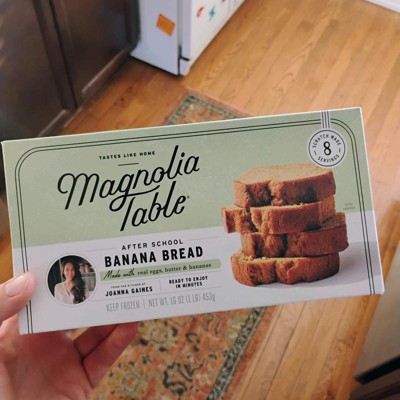 TASTES LIKE HOME
Magnolia
Table
SCRATCH MADE
8
SERVINGS
AFTER SCHOOL
BANANA BREAD
Made with real eggs, butter & bananas
FROM THE KITCHEN OF
JOANNA GAINES
READY TO ENJOY
IN MINUTES
KEEP FROZEN | NET WT. 16 OZ (1 LB) 453g